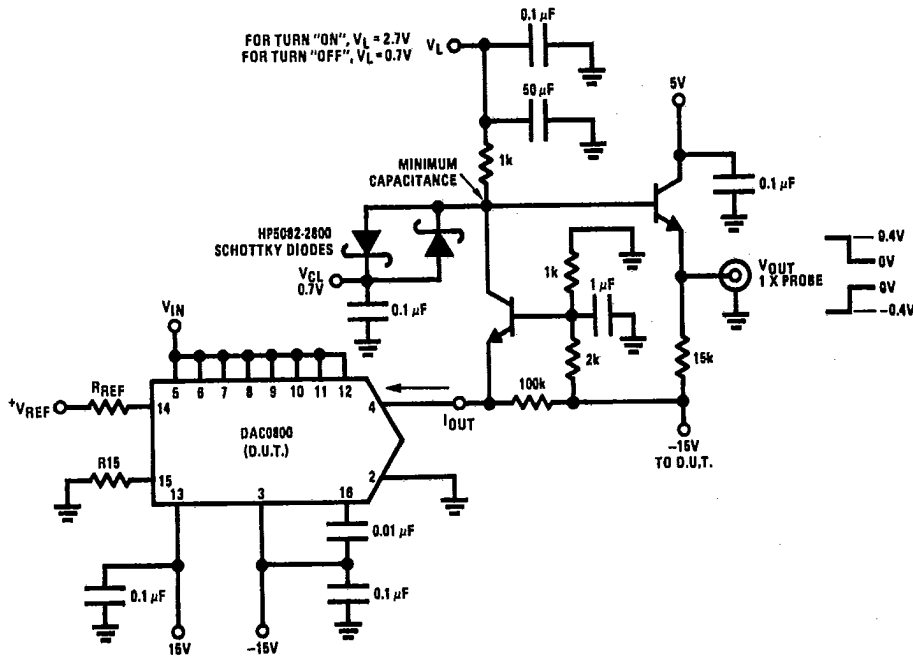 FOR TURN "ON", VL = 2.7V
FOR TURN "OFF", VL = 0.7V
VL
0.1 µF
50 µF
5V
1k
MINIMUM
CAPACITANCE
0.1 µF
HP5082-2800
SCHOTTKY DIODES
VCL
0.7V
0.1 µF
1k
1 µF
2k
VOUT
1 X PROBE
0.4V
0V
0V
-0.4V
15k
VIN
5 6 7 8 9 10 11 12
+VREF
RREF
14
DAC0800
(D.U.T.)
4
IOUT
100k
-15V
TO D.U.T.
R15
15
13
3
16
2
0.01 µF
0.1 µF
0.1 µF
15V
-15V